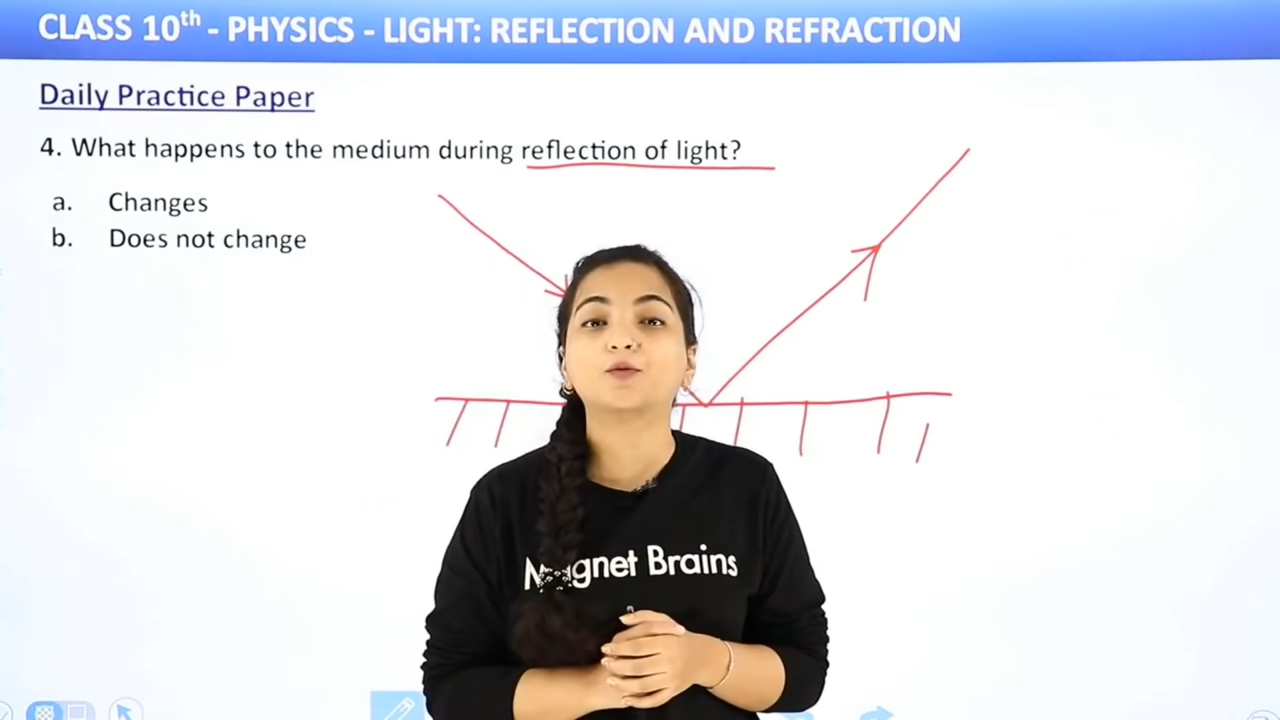 CLASS 10th - PHYSICS - LIGHT: REFLECTION AND REFRACTION
Daily Practice Paper
4. What happens to the medium during reflection of light?
a. Changes
b. Does not change
Magnet Brains